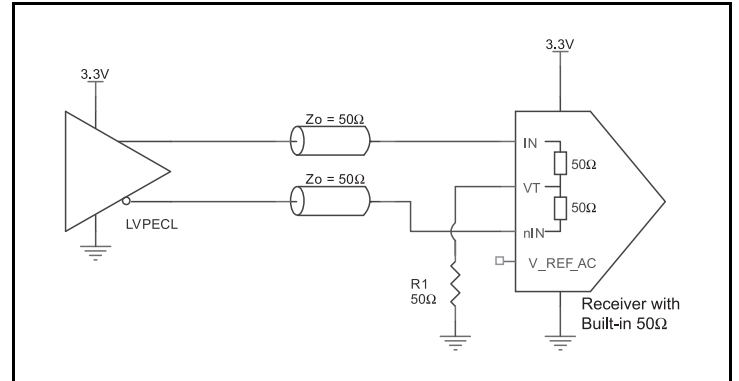 3.3V
3.3V
Zo = 50Ω
IN
50Ω
Zo = 50Ω
VT
50Ω
LVPECL
nIN
V_REF_AC
R1
50Ω
Receiver with
Built-in 50Ω